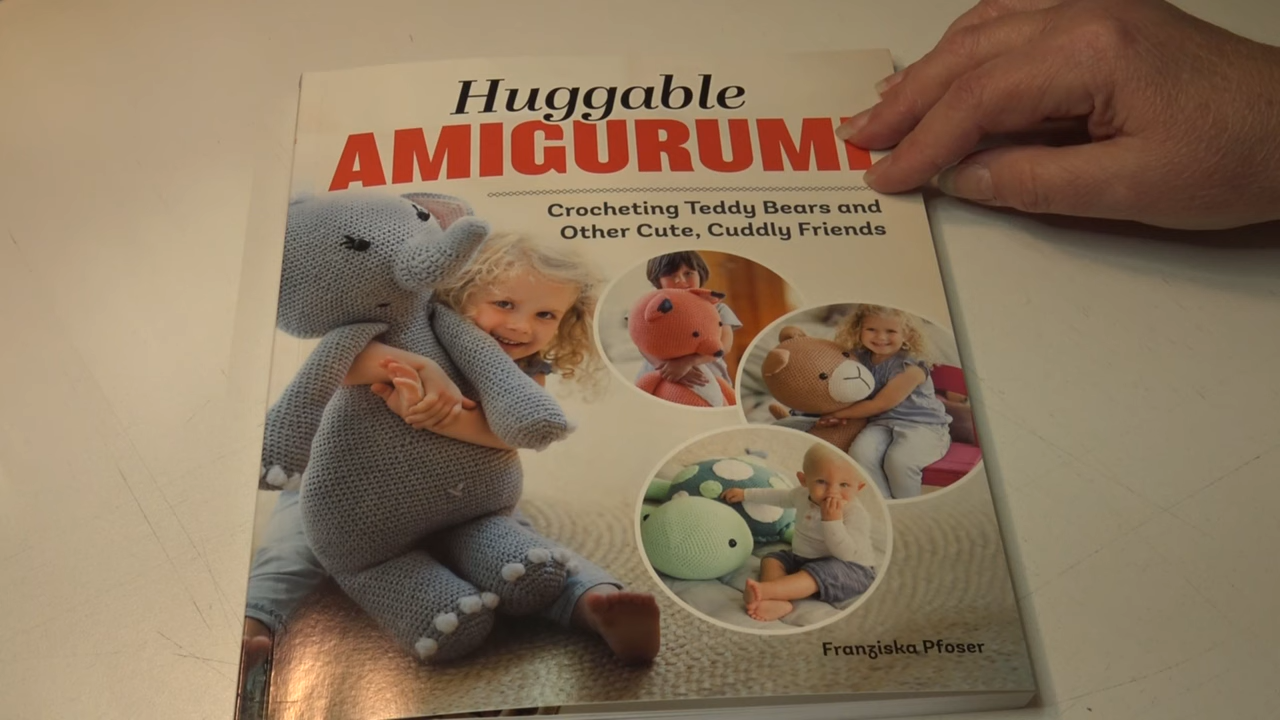 Huggable
AMIGURUMI
Crocheting Teddy Bears and
Other Cute, Cuddly Friends
Franziska Pfoser